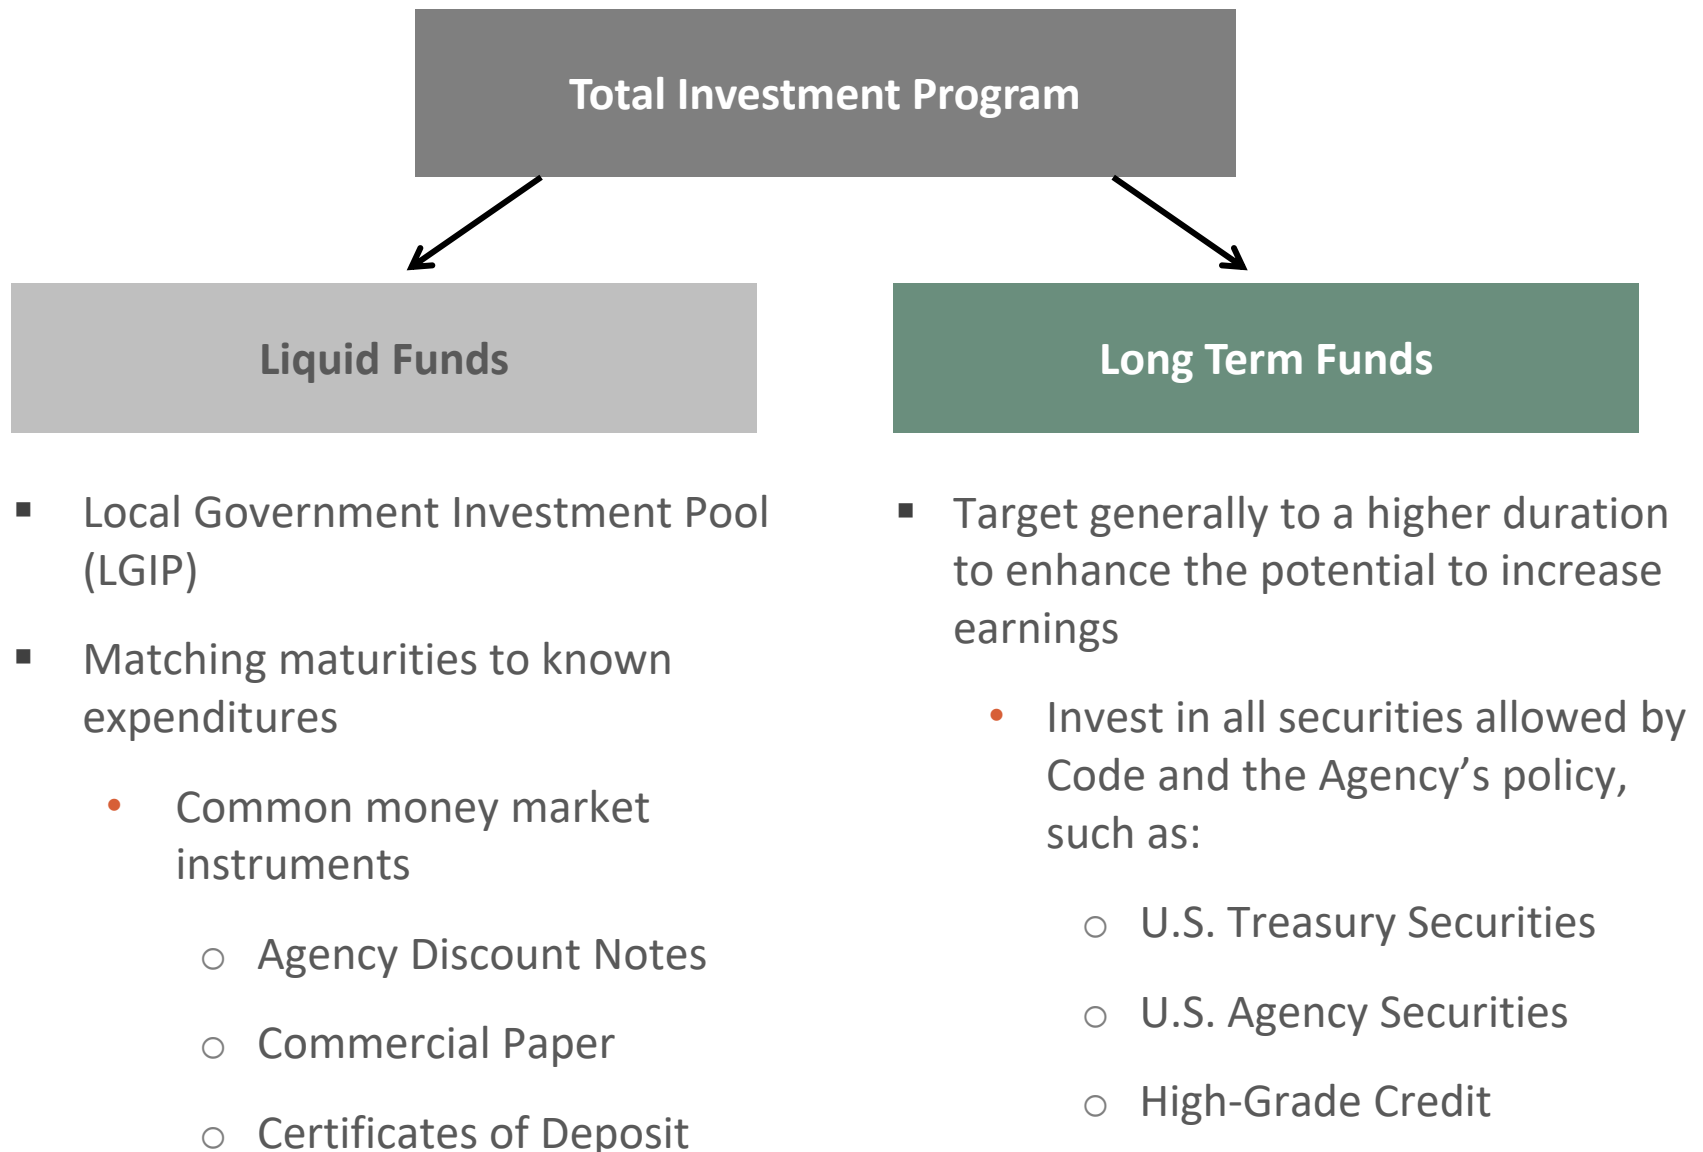 Total Investment Program
Liquid Funds
▪ Local Government Investment Pool
(LGIP)
▪ Matching maturities to known
expenditures
• Common money market
instruments
○ Agency Discount Notes
○ Commercial Paper
○ Certificates of Deposit
Long Term Funds
▪ Target generally to a higher duration
to enhance the potential to increase
earnings
• Invest in all securities allowed by
Code and the Agency’s policy,
such as:
○ U.S. Treasury Securities
○ U.S. Agency Securities
○ High-Grade Credit